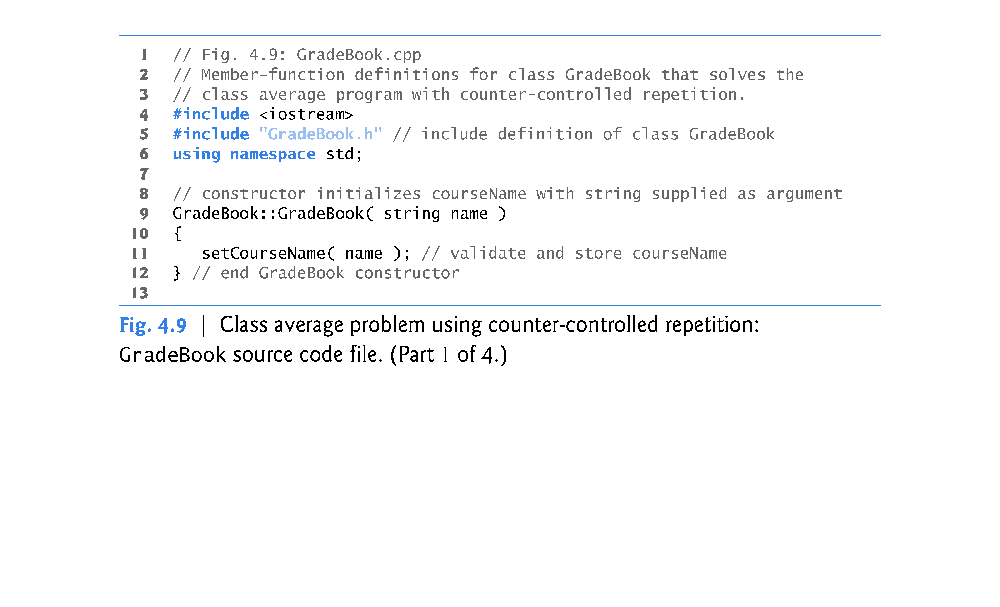 1 // Fig. 4.9: GradeBook.cpp
2 // Member-function definitions for class GradeBook that solves the
3 // class average program with counter-controlled repetition.
4 #include <iostream>
5 #include "GradeBook.h" // include definition of class GradeBook
6 using namespace std;
7
8 // constructor initializes courseName with string supplied as argument
9 GradeBook::GradeBook( string name )
10 {
11    setCourseName( name ); // validate and store courseName
12 } // end GradeBook constructor
13
Fig. 4.9 | Class average problem using counter-controlled repetition:
GradeBook source code file. (Part 1 of 4.)